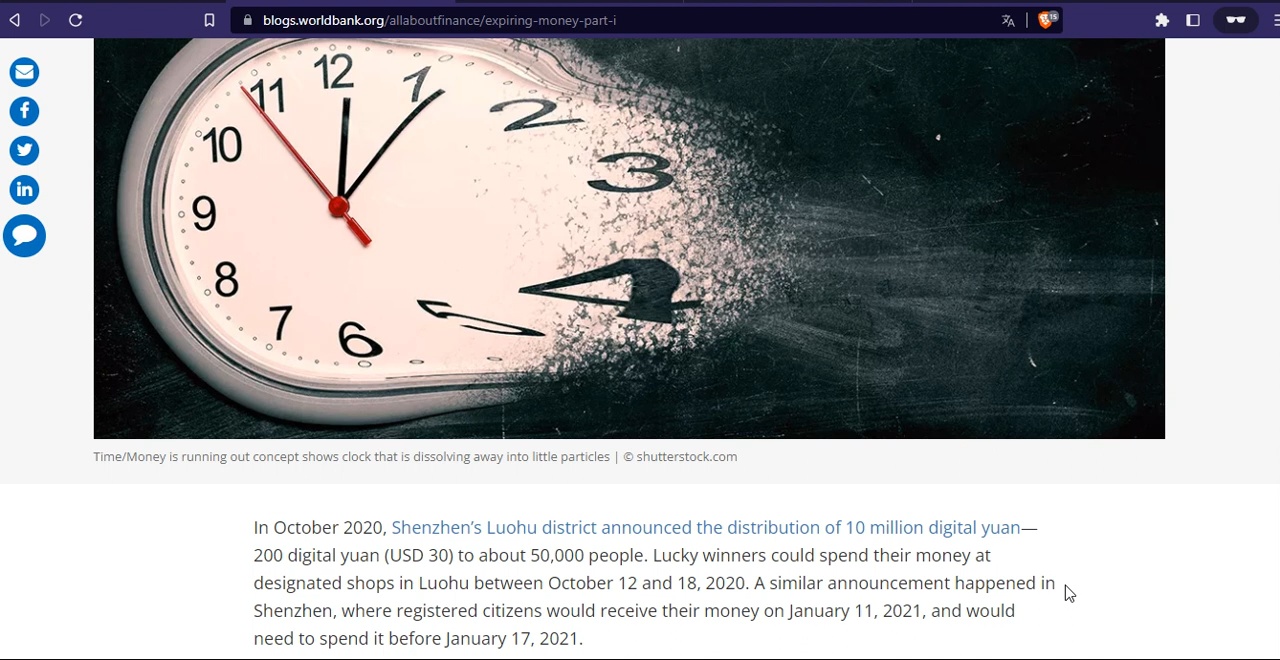 blogs.worldbank.org/allaboutfinance/expiring-money-part-i
15
11 12 1
10 2
9 3
8 4
7 6 5
Time/Money is running out concept shows clock that is dissolving away into little particles | © shutterstock.com
In October 2020, Shenzhen’s Luohu district announced the distribution of 10 million digital yuan—
200 digital yuan (USD 30) to about 50,000 people. Lucky winners could spend their money at
designated shops in Luohu between October 12 and 18, 2020. A similar announcement happened in
Shenzhen, where registered citizens would receive their money on January 11, 2021, and would
need to spend it before January 17, 2021.